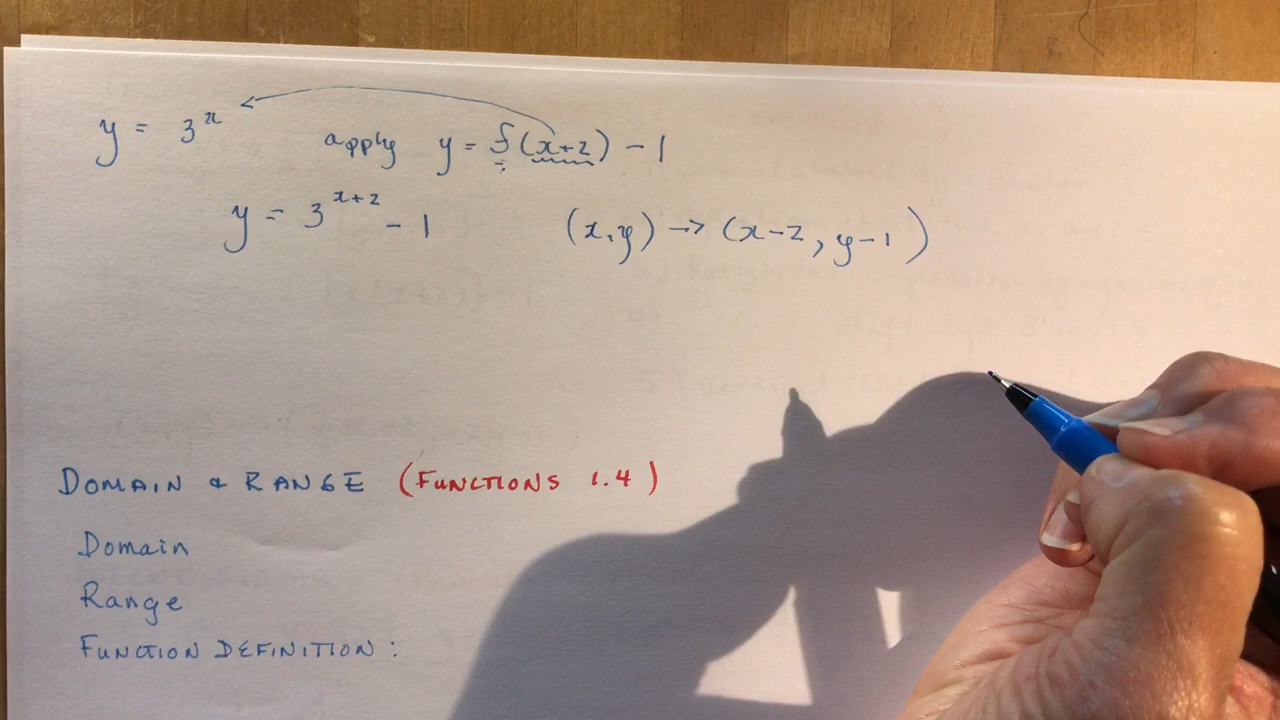 y = 3^x apply y = f(x+2) - 1
y = 3^{x+2} - 1 (x,y) → (x-2, y-1)
DOMAIN & RANGE (FUNCTIONS 1.4)
Domain
Range
FUNCTION DEFINITION: